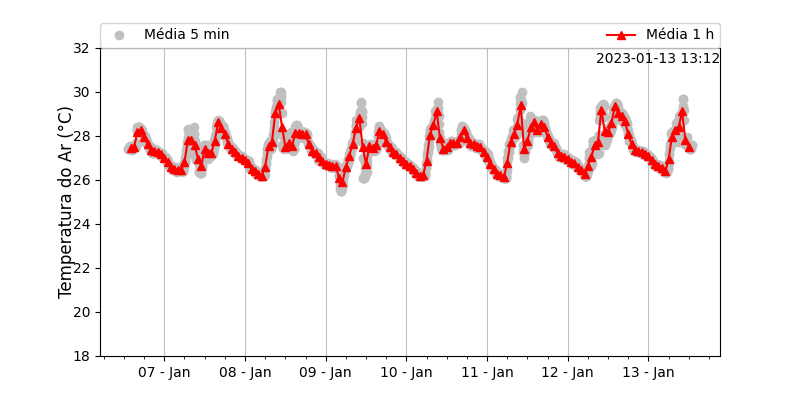 Média 5 min
Média 1 h
2023-01-13 13:12
Temperatura do Ar (°C)
32
30
28
26
24
22
20
18
07 - Jan
08 - Jan
09 - Jan
10 - Jan
11 - Jan
12 - Jan
13 - Jan